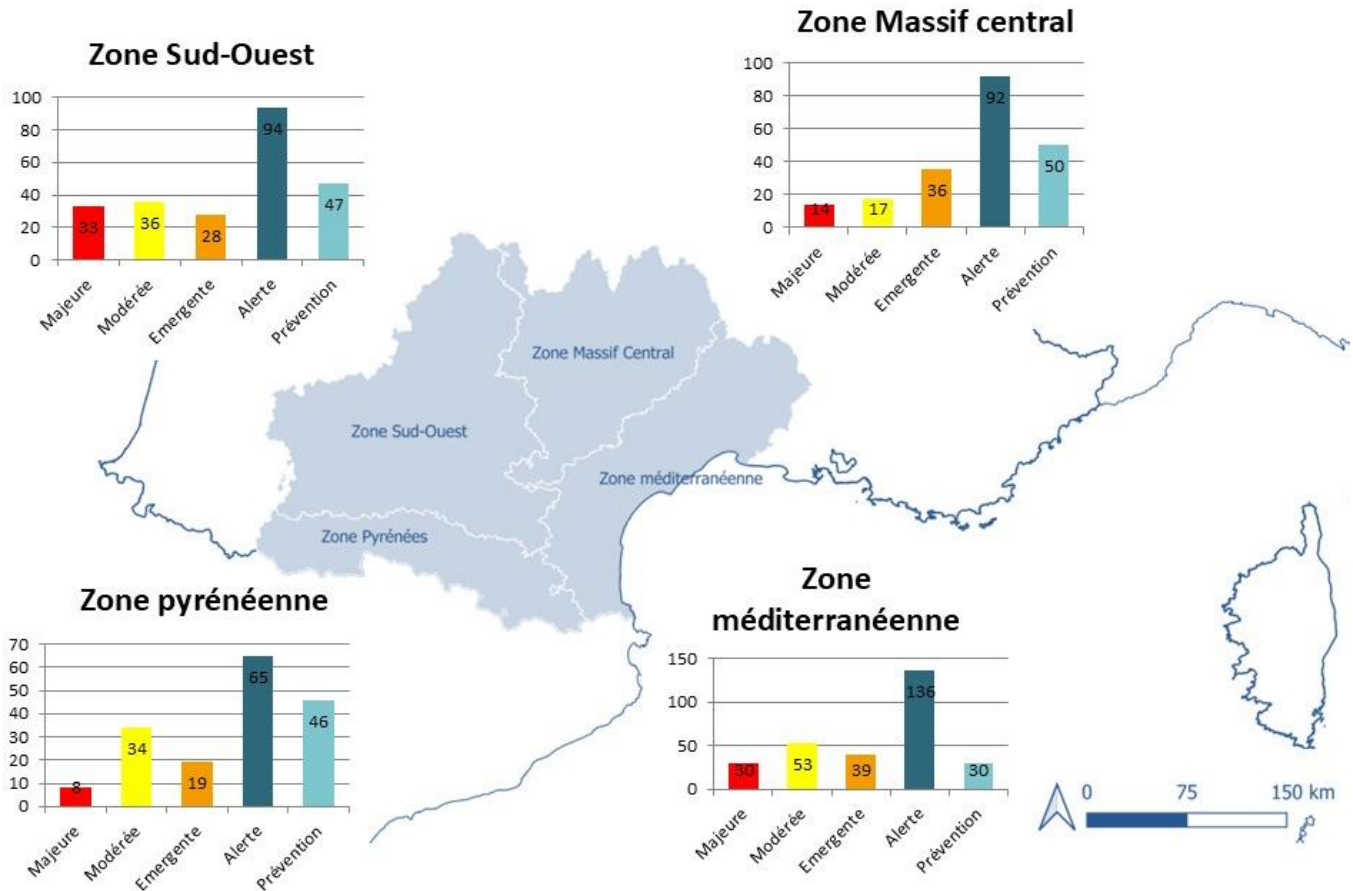 Zone Sud-Ouest
100
80
60
40
20
0
33
36
28
94
47
Majeure
Modérée
Emergente
Alerte
Prévention
Zone Massif central
100
80
60
40
20
0
14
17
36
92
50
Majeure
Modérée
Emergente
Alerte
Prévention
Zone Massif Central
Zone Sud-Ouest
Zone méditerranéenne
Zone Pyrénées
Zone pyrénéenne
70
60
50
40
30
20
10
0
8
34
19
65
46
Majeure
Modérée
Emergente
Alerte
Prévention
Zone
méditerranéenne
150
100
50
0
30
53
39
136
30
Majeure
Modérée
Emergente
Alerte
Prévention
0 75 150 km